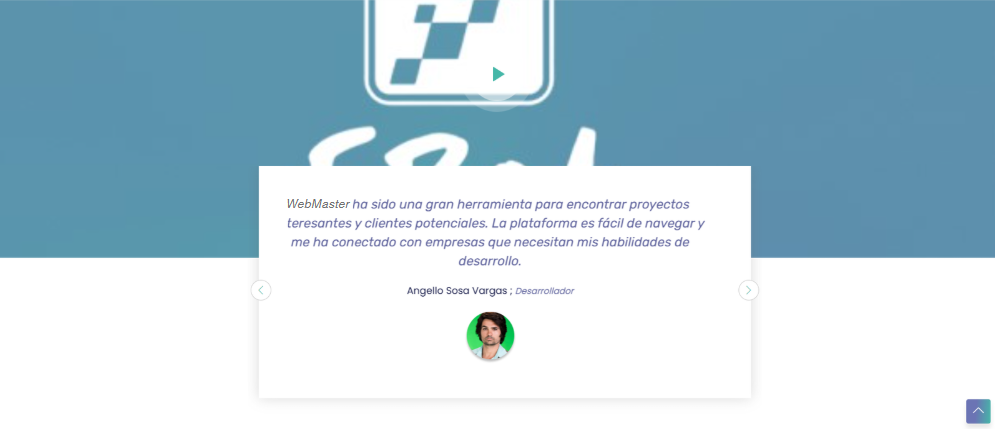 WebMaster ha sido una gran herramienta para encontrar proyectos
teresantes y clientes potenciales. La plataforma es fácil de navegar y
me ha conectado con empresas que necesitan mis habilidades de
desarrollo.
Angello Sosa Vargas ; Desarrollador